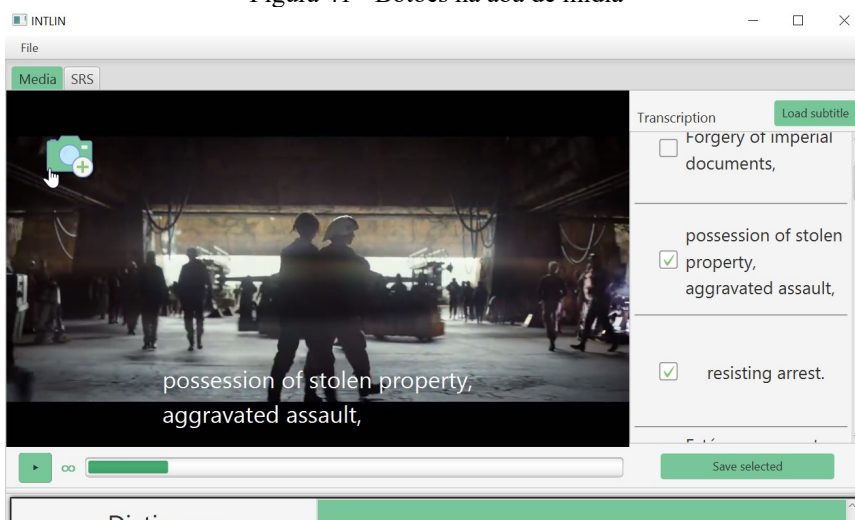 INTLIN
File
Media SRS
Transcription
Load subtitle
Forgery of imperial
documents,
possession of stolen
property,
aggravated assault,
resisting arrest.
possession of stolen property,
aggravated assault,
Save selected